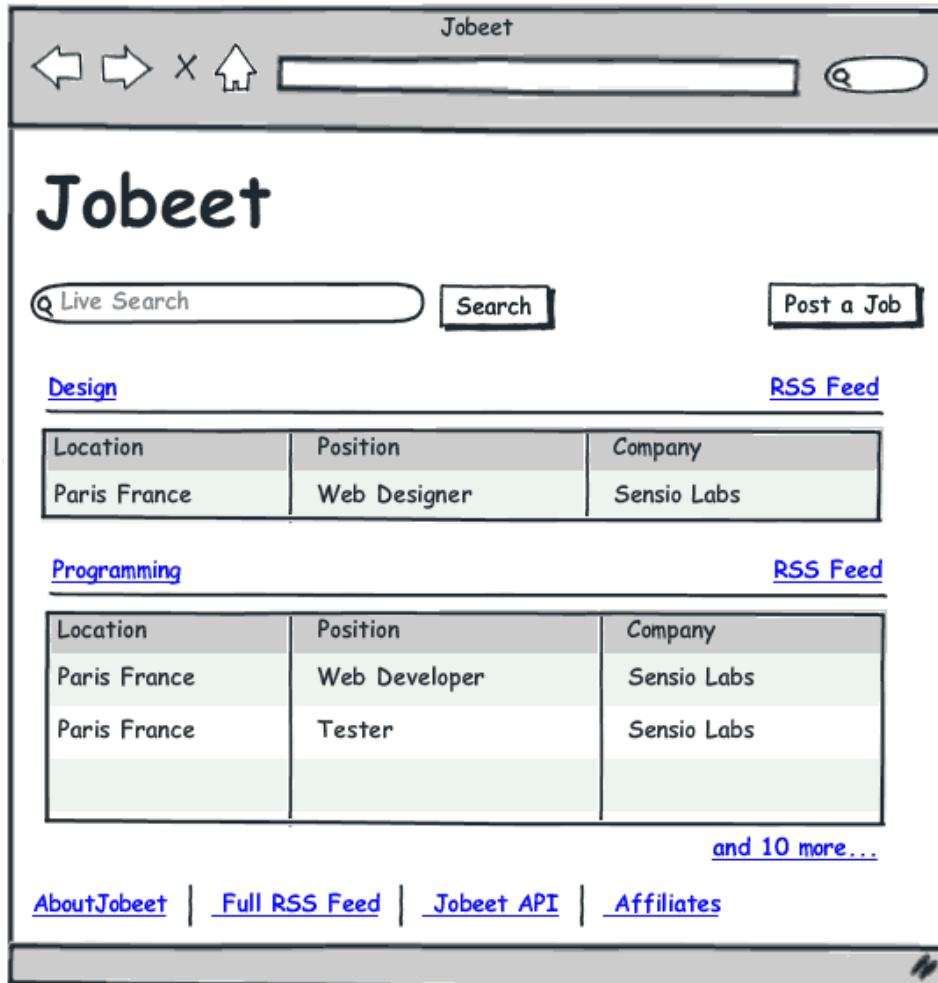 Jobeet
Jobeet
Live Search Search Post a Job
Design RSS Feed
Location Position Company
Paris France Web Designer Sensio Labs
Programming RSS Feed
Location Position Company
Paris France Web Developer Sensio Labs
Paris France Tester Sensio Labs
and 10 more...
AboutJobeet Full RSS Feed Jobeet API Affiliates